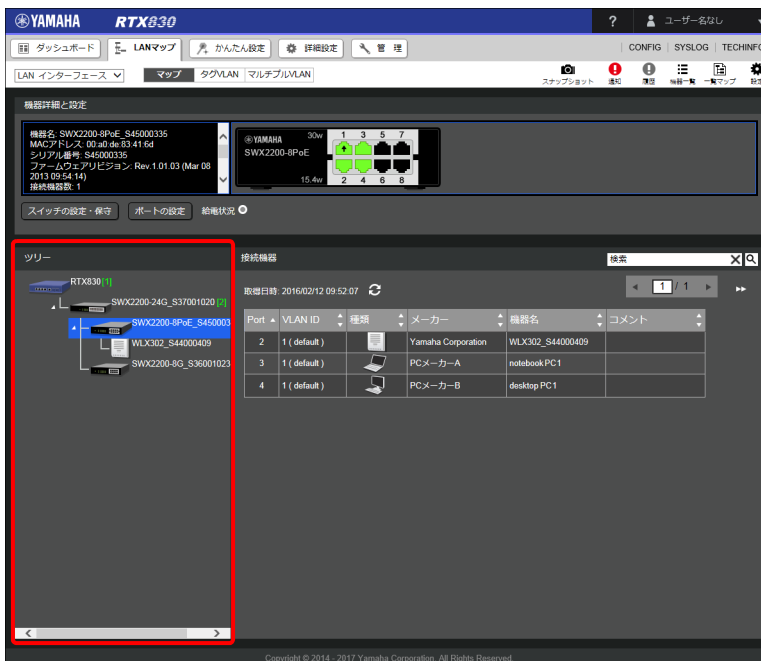 YAMAHA RTX830 ? ユーザー名なし
ダッシュボード LANマップ かんたん設定 詳細設定 管 理 CONFIG SYSLOG TECHINFO
LAN インターフェース マップ タグVLAN マルチプルVLAN
スナップショット 通知 履歴 機器一覧 一覧マップ 設定
機器詳細と設定
機器名: SWX2200-8PoE_S45000335
MACアドレス: 00:a0:de:83:41:6d
シリアル番号: S45000335
ファームウェアリビジョン: Rev.1.01.03 (Mar 08
2013 09:54:14)
接続機器数: 1
YAMAHA 30w 1 3 5 7
SWX2200-8PoE
15.4w 2 4 6 8
スイッチの設定・保守 ポートの設定 給電状況
ツリー
RTX830[1]
SWX2200-24G_S37001020 [2]
SWX2200-8PoE_S450003
WLX302_S44000409
SWX2200-8G_S36001023
接続機器 検索
取得日時: 2016/02/12 09:52:07 1 / 1
Port VLAN ID 種類 メーカー 機器名 コメント
2 1 ( default ) Yamaha Corporation WLX302_S44000409
3 1 ( default ) PCメーカーA notebook PC1
4 1 ( default ) PCメーカーB desktop PC1
Copyright © 2014 - 2017 Yamaha Corporation. All Rights Reserved.